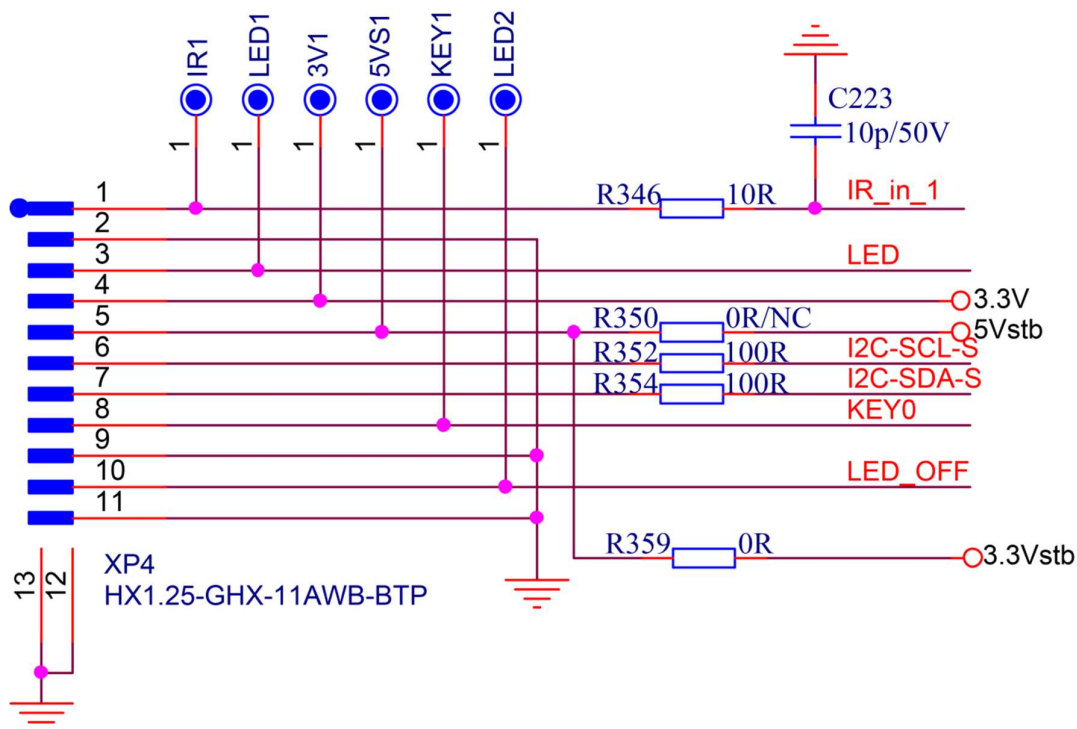 IR1
LED1
3V1
5VS1
KEY1
LED2
1
1
1
1
1
1
C223
10p/50V
1
R346
10R
IR_in_1
2
3
LED
4
3.3V
5
R350
0R/NC
5Vstb
6
R352
100R
I2C-SCL-S
7
R354
100R
I2C-SDA-S
8
KEY0
9
10
LED_OFF
11
R359
0R
3.3Vstb
13
12
XP4
HX1.25-GHX-11AWB-BTP